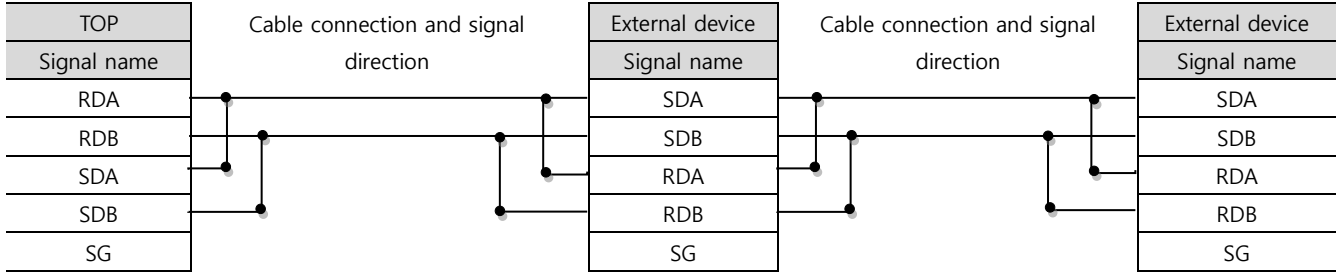 TOP Cable connection and signal External device Cable connection and signal External device
Signal name direction Signal name direction Signal name
RDA SDA SDA
RDB SDB SDB
SDA RDA RDA
SDB RDB RDB
SG SG SG